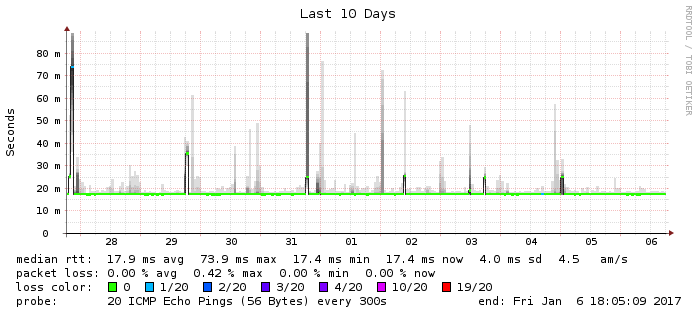 Last 10 Days
RRDTOOL / TOBI OETIKER
Seconds
80 m
70 m
60 m
50 m
40 m
30 m
20 m
10 m
0
28 29 30 31 01 02 03 04 05 06
median rtt: 17.9 ms avg 73.9 ms max 17.4 ms min 17.4 ms now 4.0 ms sd 4.5 am/s
packet loss: 0.00 % avg 0.42 % max 0.00 % min 0.00 % now
loss color: 0 1/20 2/20 3/20 4/20 10/20 19/20
probe: 20 ICMP Echo Pings (56 Bytes) every 300s end: Fri Jan 6 18:05:09 2017